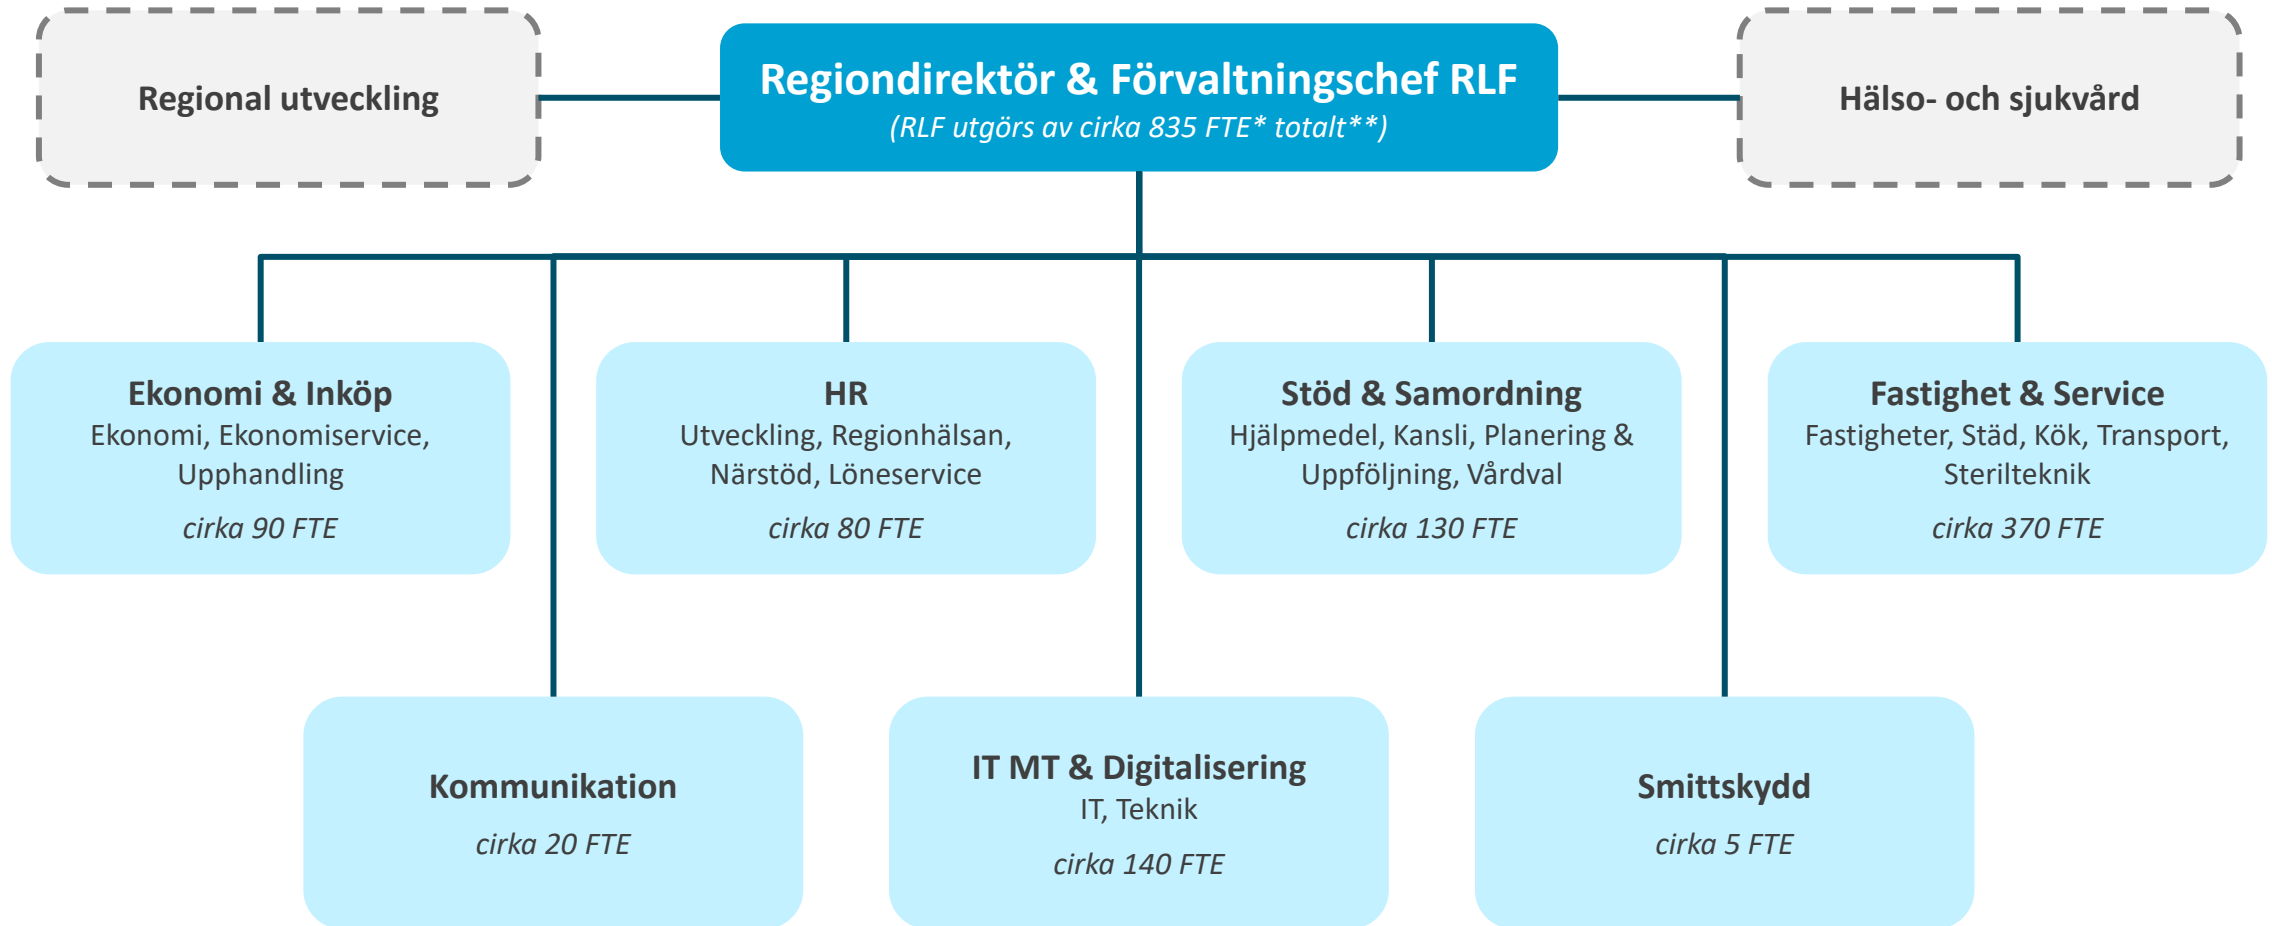 Regional utveckling
Regiondirektör & Förvaltningschef RLF
(RLF utgörs av cirka 835 FTE* totalt**)
Hälso- och sjukvård
Ekonomi & Inköp
Ekonomi, Ekonomiservice,
Upphandling
cirka 90 FTE
HR
Utveckling, Regionhälsan,
Närstöd, Löneservice
cirka 80 FTE
Stöd & Samordning
Hjälpmedel, Kansli, Planering &
Uppföljning, Vårdval
cirka 130 FTE
Fastighet & Service
Fastigheter, Städ, Kök, Transport,
Sterilteknik
cirka 370 FTE
Kommunikation
cirka 20 FTE
IT MT & Digitalisering
IT, Teknik
cirka 140 FTE
Smittskydd
cirka 5 FTE